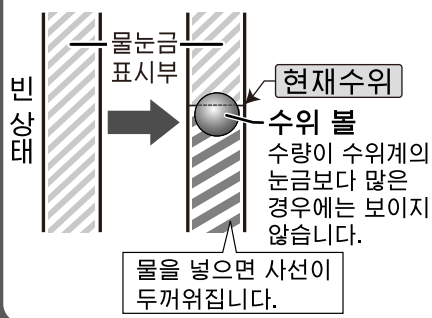 물눈금
표시부
빈
상
태
현재수위
수위 볼
수량이 수위계의
눈금보다 많은
경우에는 보이지
않습니다.
물을 넣으면 사선이
두꺼워집니다.